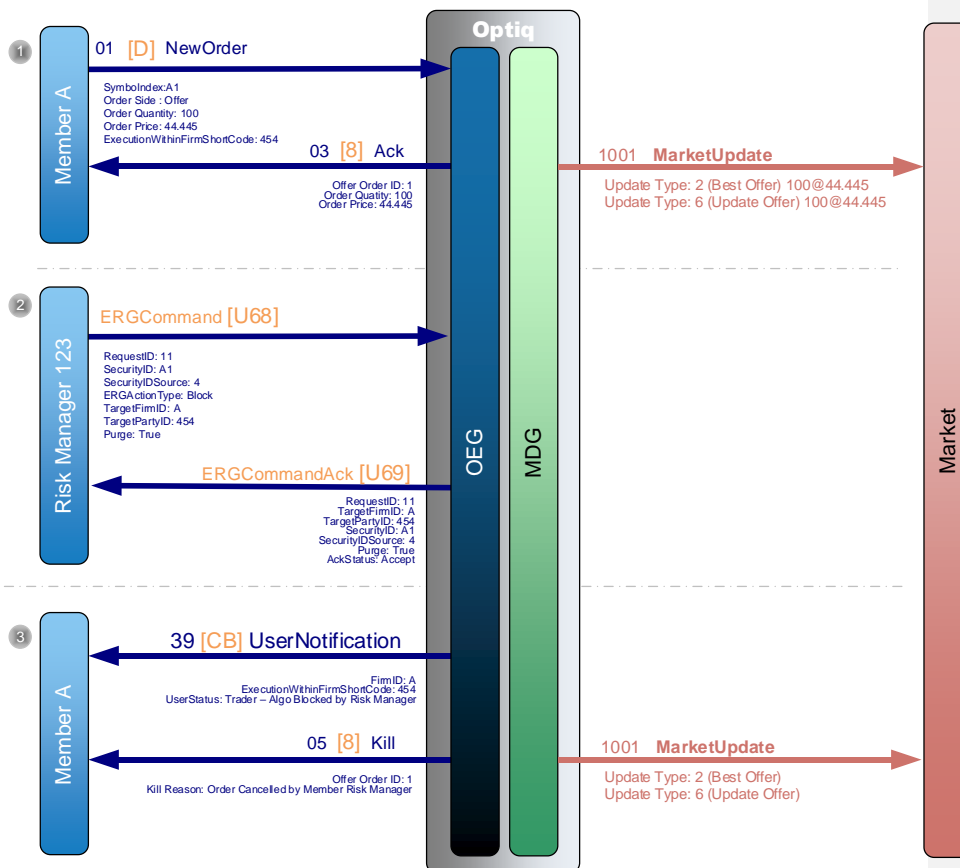 Optiq
1
Member A
01 [D] NewOrder
SymbolIndex:A1
Order Side : Offer
Order Quantity: 100
Order Price: 44.445
ExecutionWithinFirmShortCode: 454
03 [8] Ack
Offer Order ID: 1
Order Quatity: 100
Order Price: 44.445
1001 MarketUpdate
Update Type: 2 (Best Offer) 100@44.445
Update Type: 6 (Update Offer) 100@44.445
2
Risk Manager 123
ERGCommand [U68]
RequestID: 11
SecurityID: A1
SecurityIDSource: 4
ERGActionType: Block
TargetFirmID: A
TargetPartyID: 454
Purge: True
ERGCommandAck [U69]
RequestID: 11
TargetFirmID: A
TargetPartyID: 454
SecurityID: A1
SecurityIDSource: 4
Purge: True
AckStatus: Accept
OEG
MDG
Market
3
Member A
39 [CB] UserNotification
FirmID: A
ExecutionWithinFirmShortCode: 454
UserStatus: Trader – Algo Blocked by Risk Manager
05 [8] Kill
Offer Order ID: 1
Kill Reason: Order Cancelled by Member Risk Manager
1001 MarketUpdate
Update Type: 2 (Best Offer)
Update Type: 6 (Update Offer)